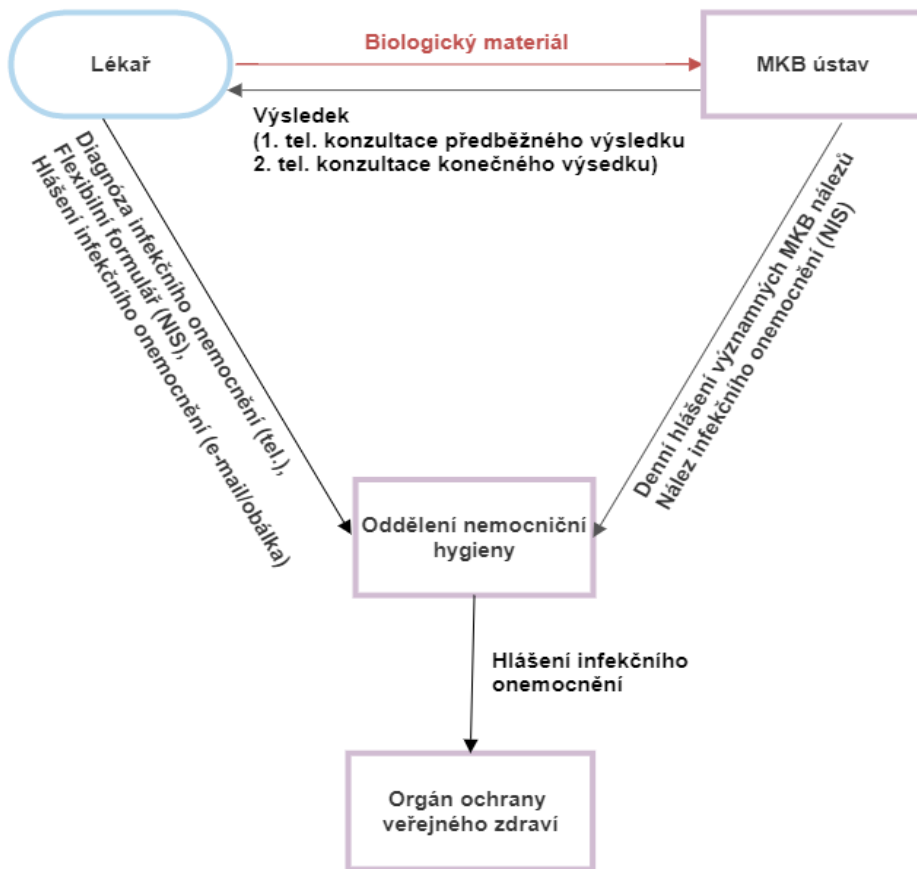 Biologický materiál
Lékař
MKB ústav
Výsledek
(1. tel. konzultace předběžného výsledku
2. tel. konzultace konečného výsedku)
Diagnóza infekčního onemocnění (tel.),
Flexibilní formulář (NIS),
Hlášení infekčního onemocnění (e-mail/obálka)
Denní hlášení významných MKB nálezů
Nález infekčního onemocnění (NIS)
Oddělení nemocniční
hygieny
Hlášení infekčního
onemocnění
Orgán ochrany
veřejného zdraví